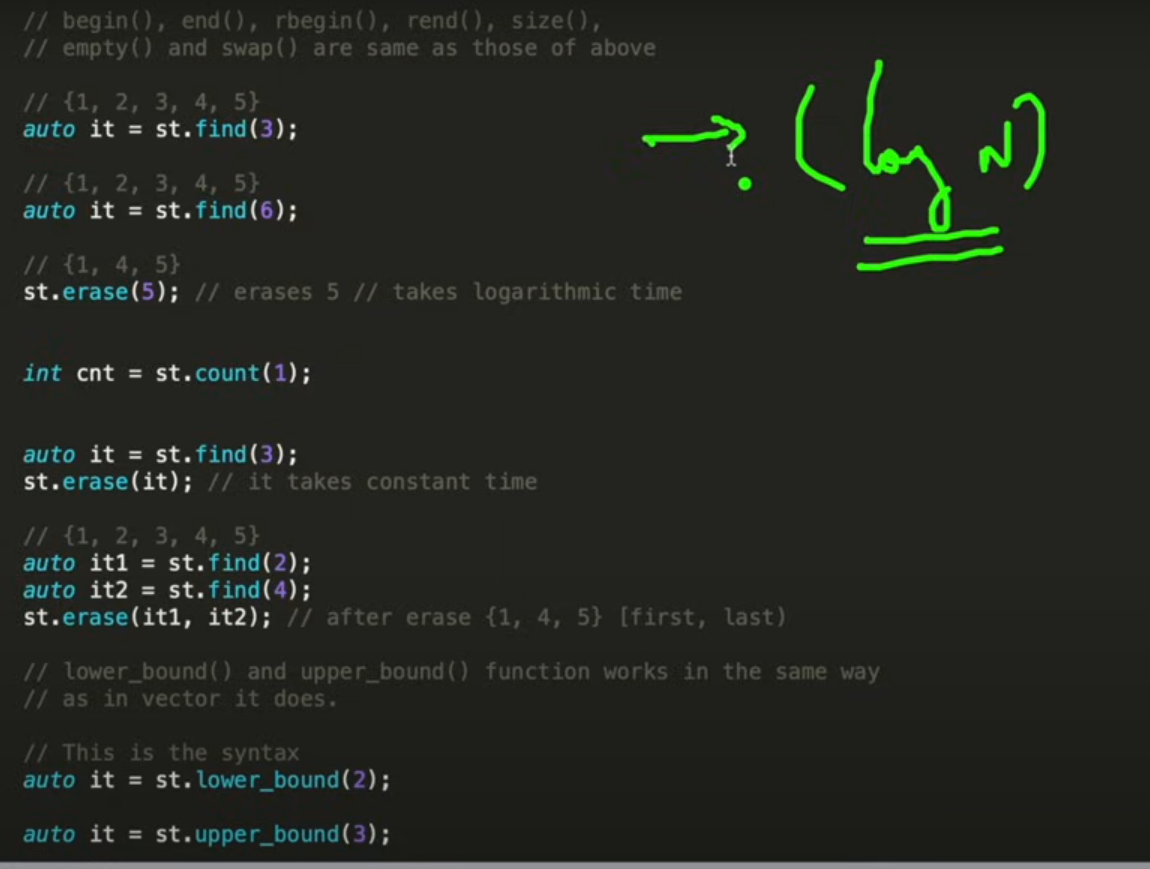 // begin(), end(), rbegin(), rend(), size(),
// empty() and swap() are same as those of above
// {1, 2, 3, 4, 5}
auto it = st.find(3);
→ ? (log N)
// {1, 2, 3, 4, 5}
auto it = st.find(6);
// {1, 4, 5}
st.erase(5); // erases 5 // takes logarithmic time
int cnt = st.count(1);
auto it = st.find(3);
st.erase(it); // it takes constant time
// {1, 2, 3, 4, 5}
auto it1 = st.find(2);
auto it2 = st.find(4);
st.erase(it1, it2); // after erase {1, 4, 5} [first, last)
// lower_bound() and upper_bound() function works in the same way
// as in vector it does.
// This is the syntax
auto it = st.lower_bound(2);
auto it = st.upper_bound(3);